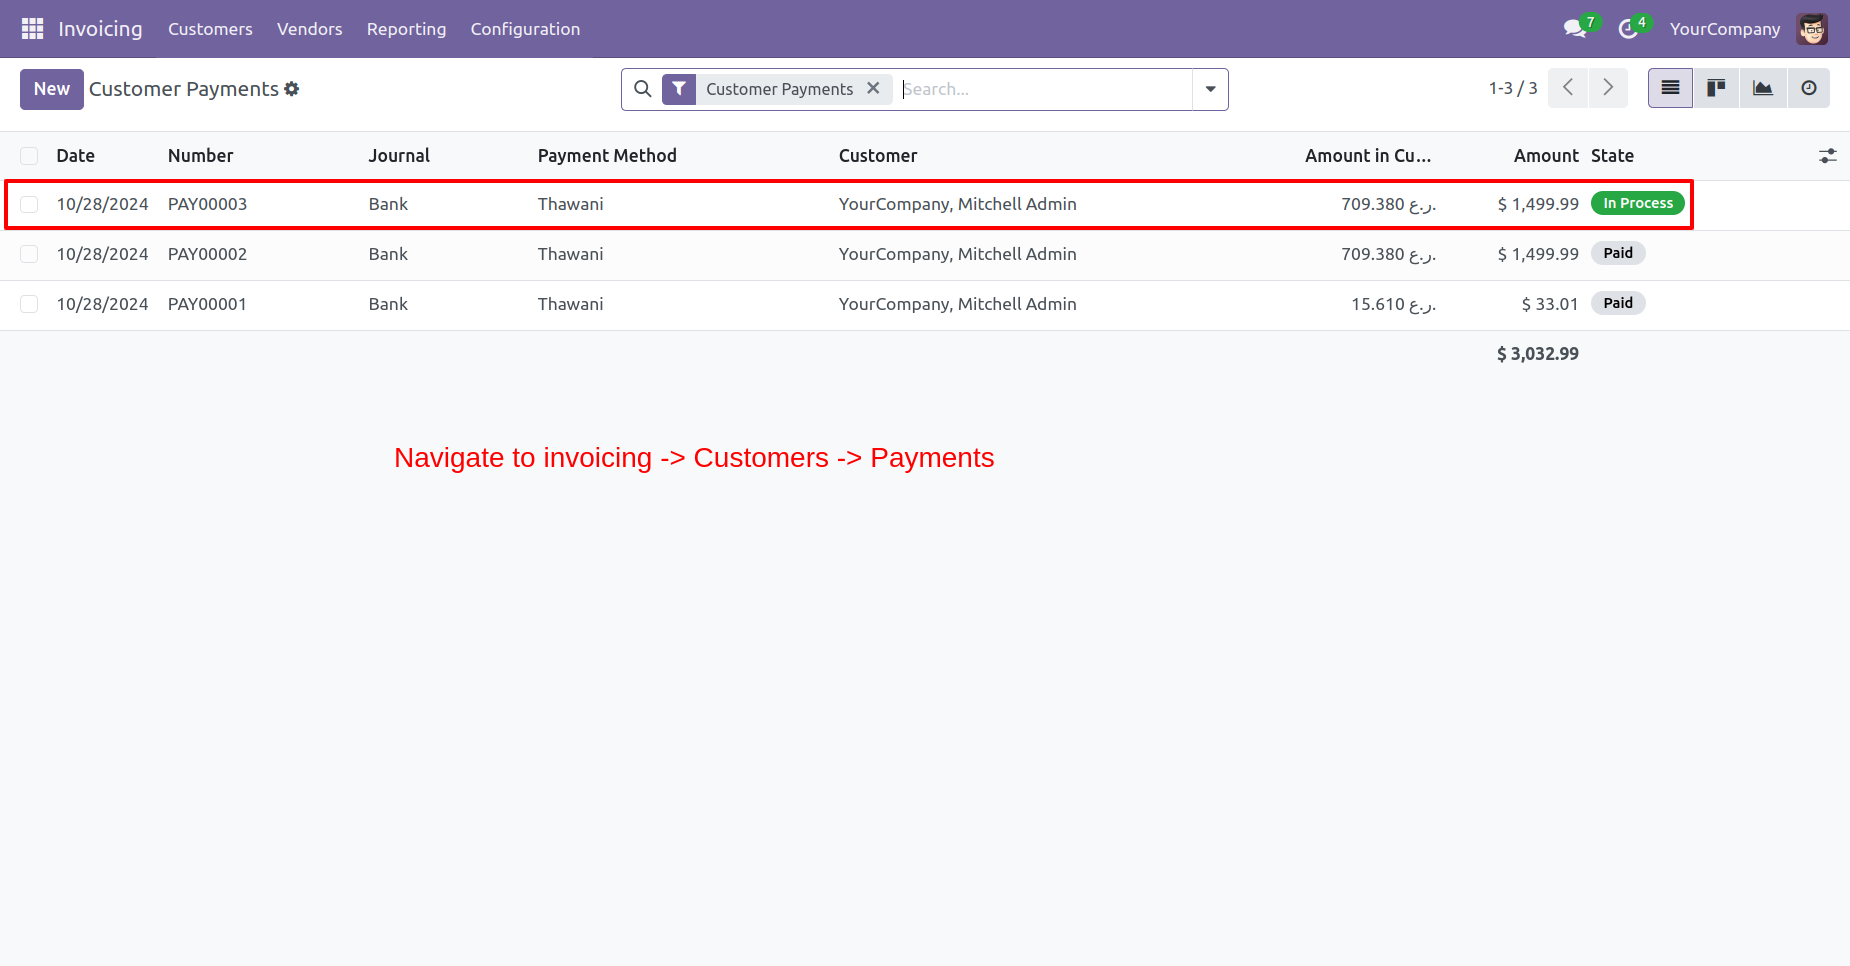 Invoicing Customers Vendors Reporting Configuration 7 4 YourCompany
New Customer Payments Customer Payments Search... 1-3 / 3
Date Number Journal Payment Method Customer Amount in Cu... Amount State
10/28/2024 PAY00003 Bank Thawani YourCompany, Mitchell Admin 709.380 ر.ع. $ 1,499.99 In Process
10/28/2024 PAY00002 Bank Thawani YourCompany, Mitchell Admin 709.380 ر.ع. $ 1,499.99 Paid
10/28/2024 PAY00001 Bank Thawani YourCompany, Mitchell Admin 15.610 ر.ع. $ 33.01 Paid
$ 3,032.99
Navigate to invoicing -> Customers -> Payments